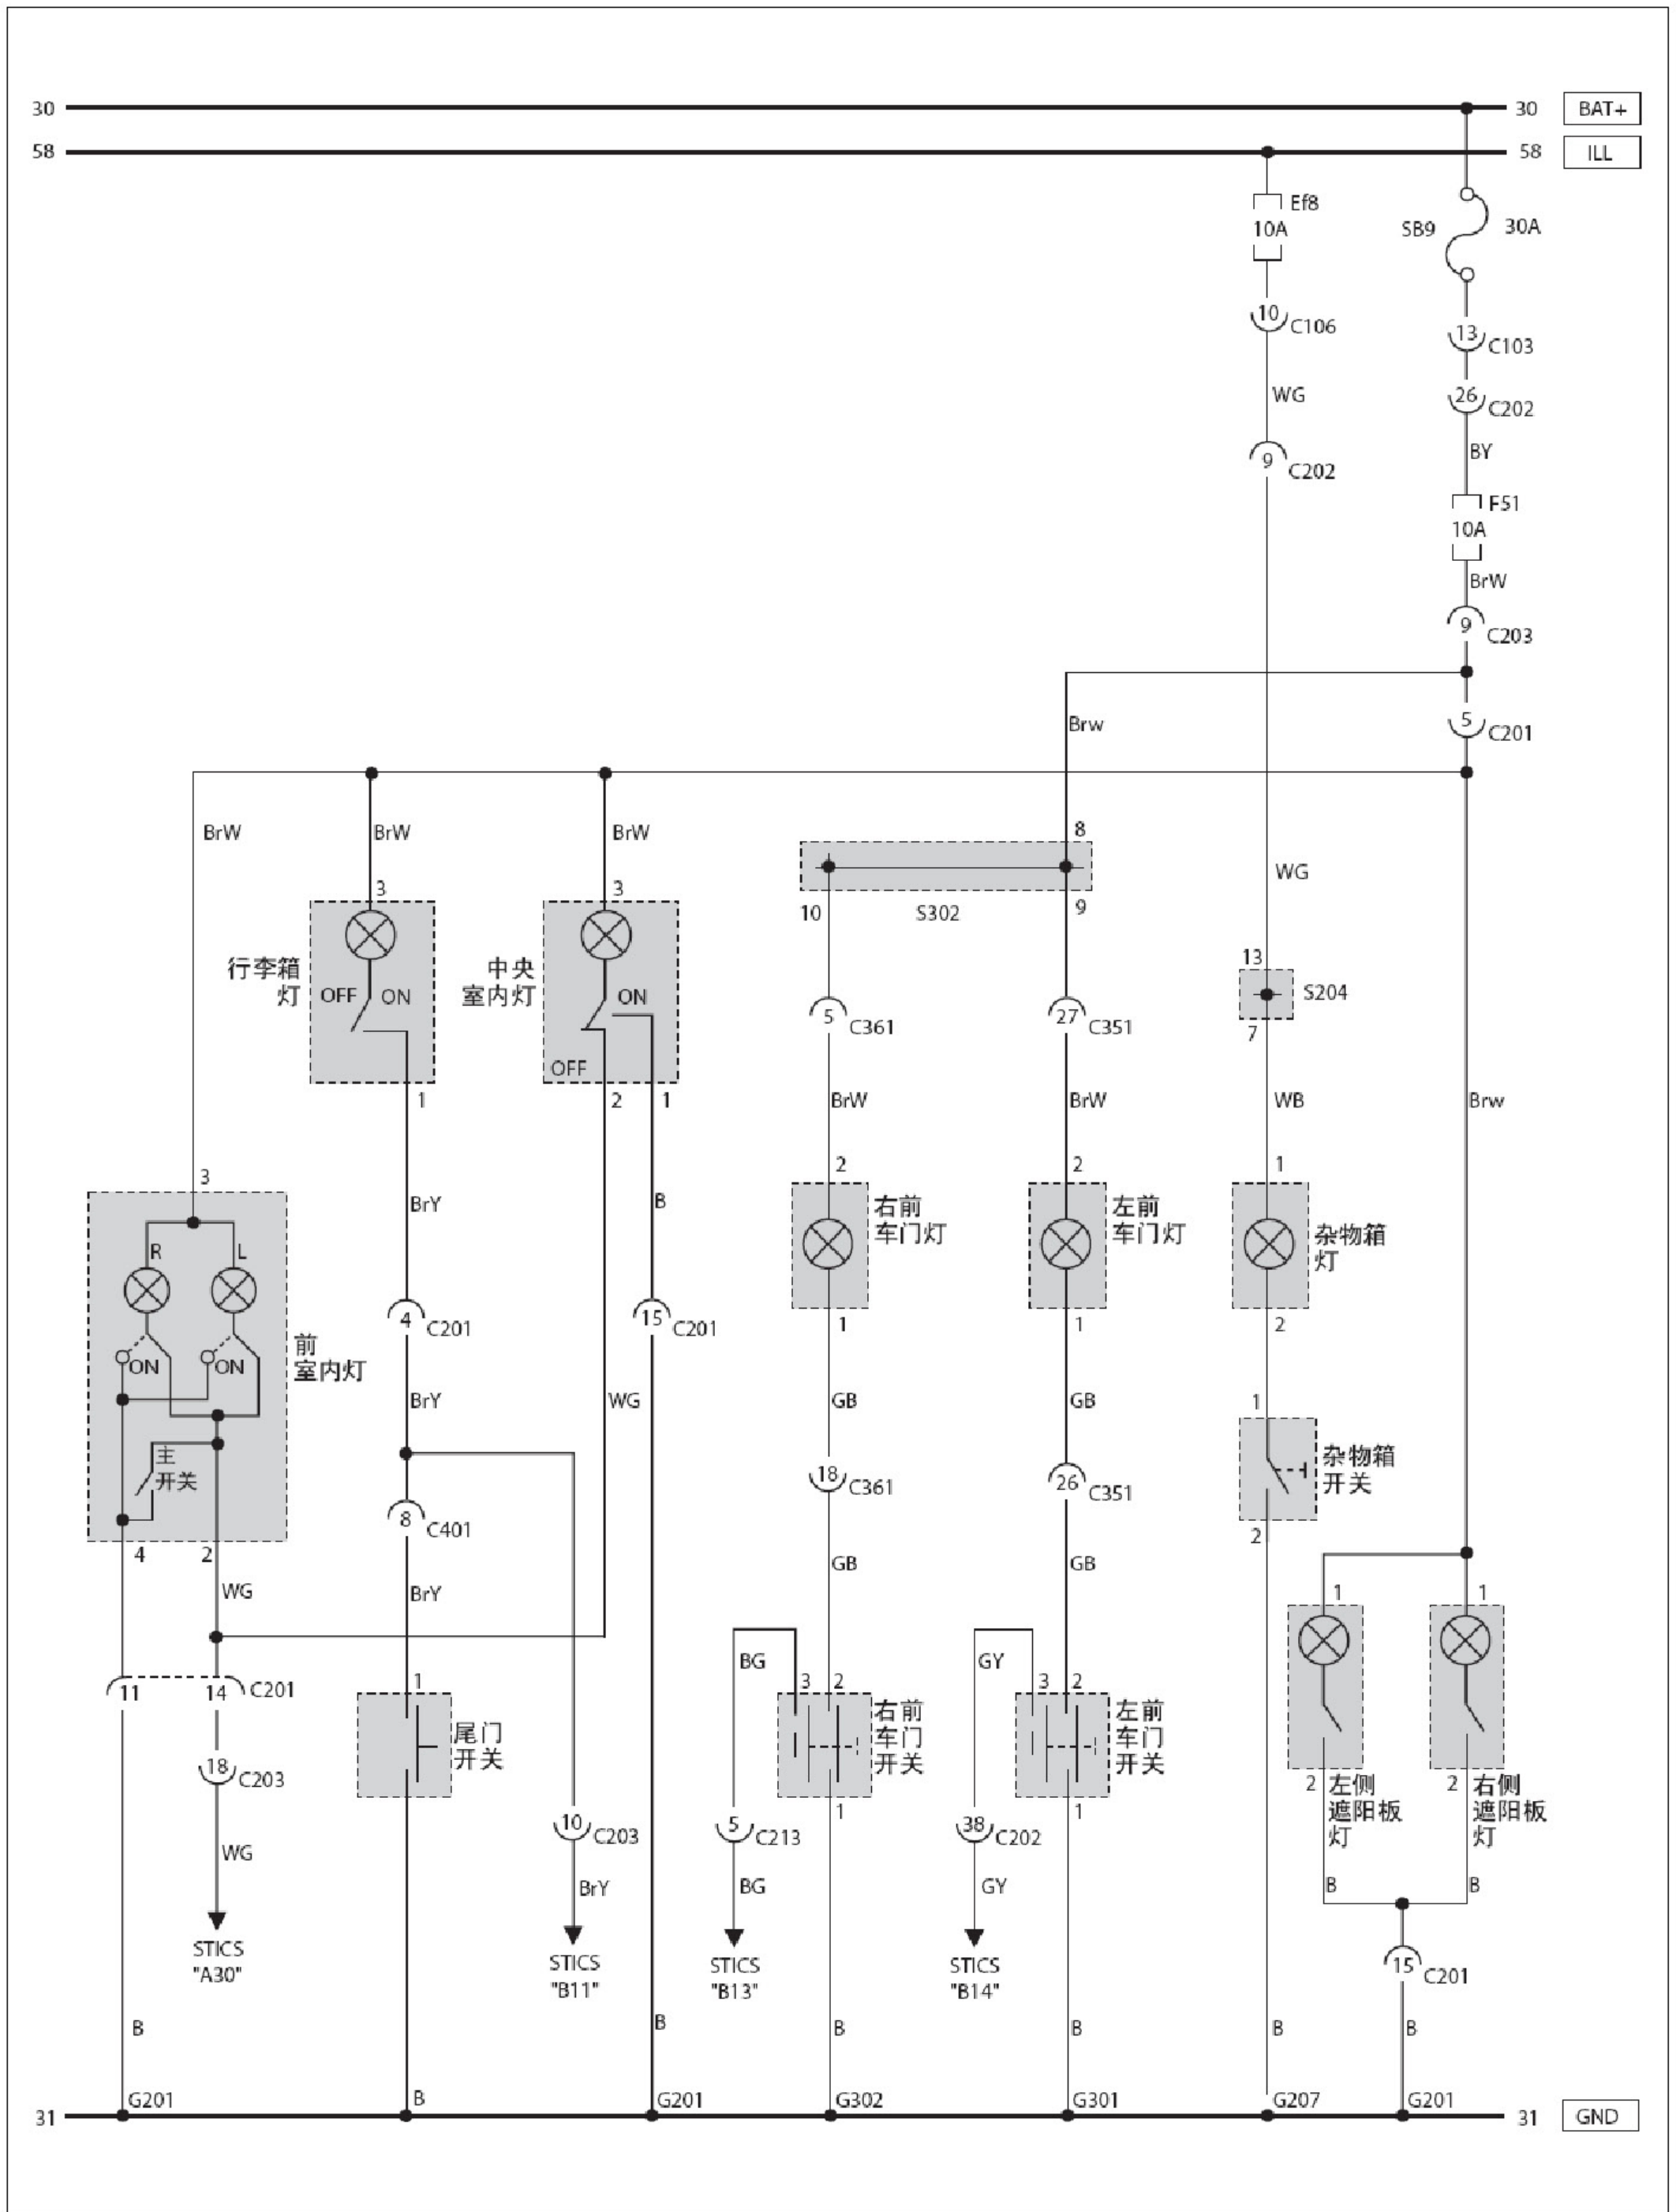 30
30
BAT+
58
58
ILL
Ef8
10A
SB9
30A
10
C106
13
C103
WG
26
C202
BY
9
C202
F51
10A
BrW
9
C203
Brw
5
C201
BrW
BrW
BrW
8
WG
3
3
10
S302
9
行李箱
灯
OFF
ON
中央
室内灯
ON
OFF
13
S204
7
5
C361
27
C351
1
2
1
BrW
BrW
WB
Brw
3
BrY
B
2
2
1
右前
车门灯
左前
车门灯
杂物箱
灯
R
L
ON
ON
前
室内灯
4
C201
15
C201
1
1
2
BrY
WG
GB
GB
1
主
开关
18
C361
26
C351
杂物箱
开关
8
C401
2
4
2
WG
BrY
GB
GB
1
1
11
14
C201
1
尾门
开关
BG
3
2
右前
车门
开关
GY
3
2
左前
车门
开关
18
C203
10
C203
5
C213
1
38
C202
1
2
左侧
遮阳板
灯
2
右侧
遮阳板
灯
WG
BrY
BG
GY
B
B
STICS
"A30"
STICS
"B11"
STICS
"B13"
STICS
"B14"
15
C201
B
B
B
B
B
B
31
G201
B
G201
G302
G301
G207
G201
31
GND